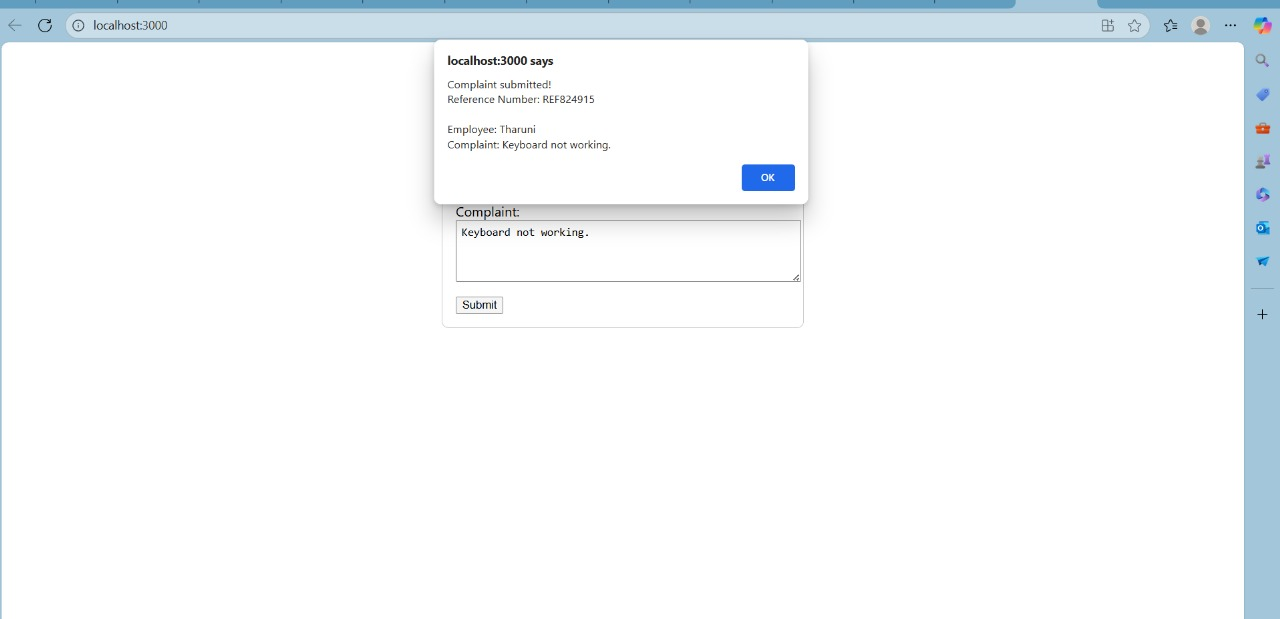 localhost:3000
localhost:3000 says
Complaint submitted!
Reference Number: REF824915
Employee: Tharuni
Complaint: Keyboard not working.
OK
Complaint:
Keyboard not working.
Submit